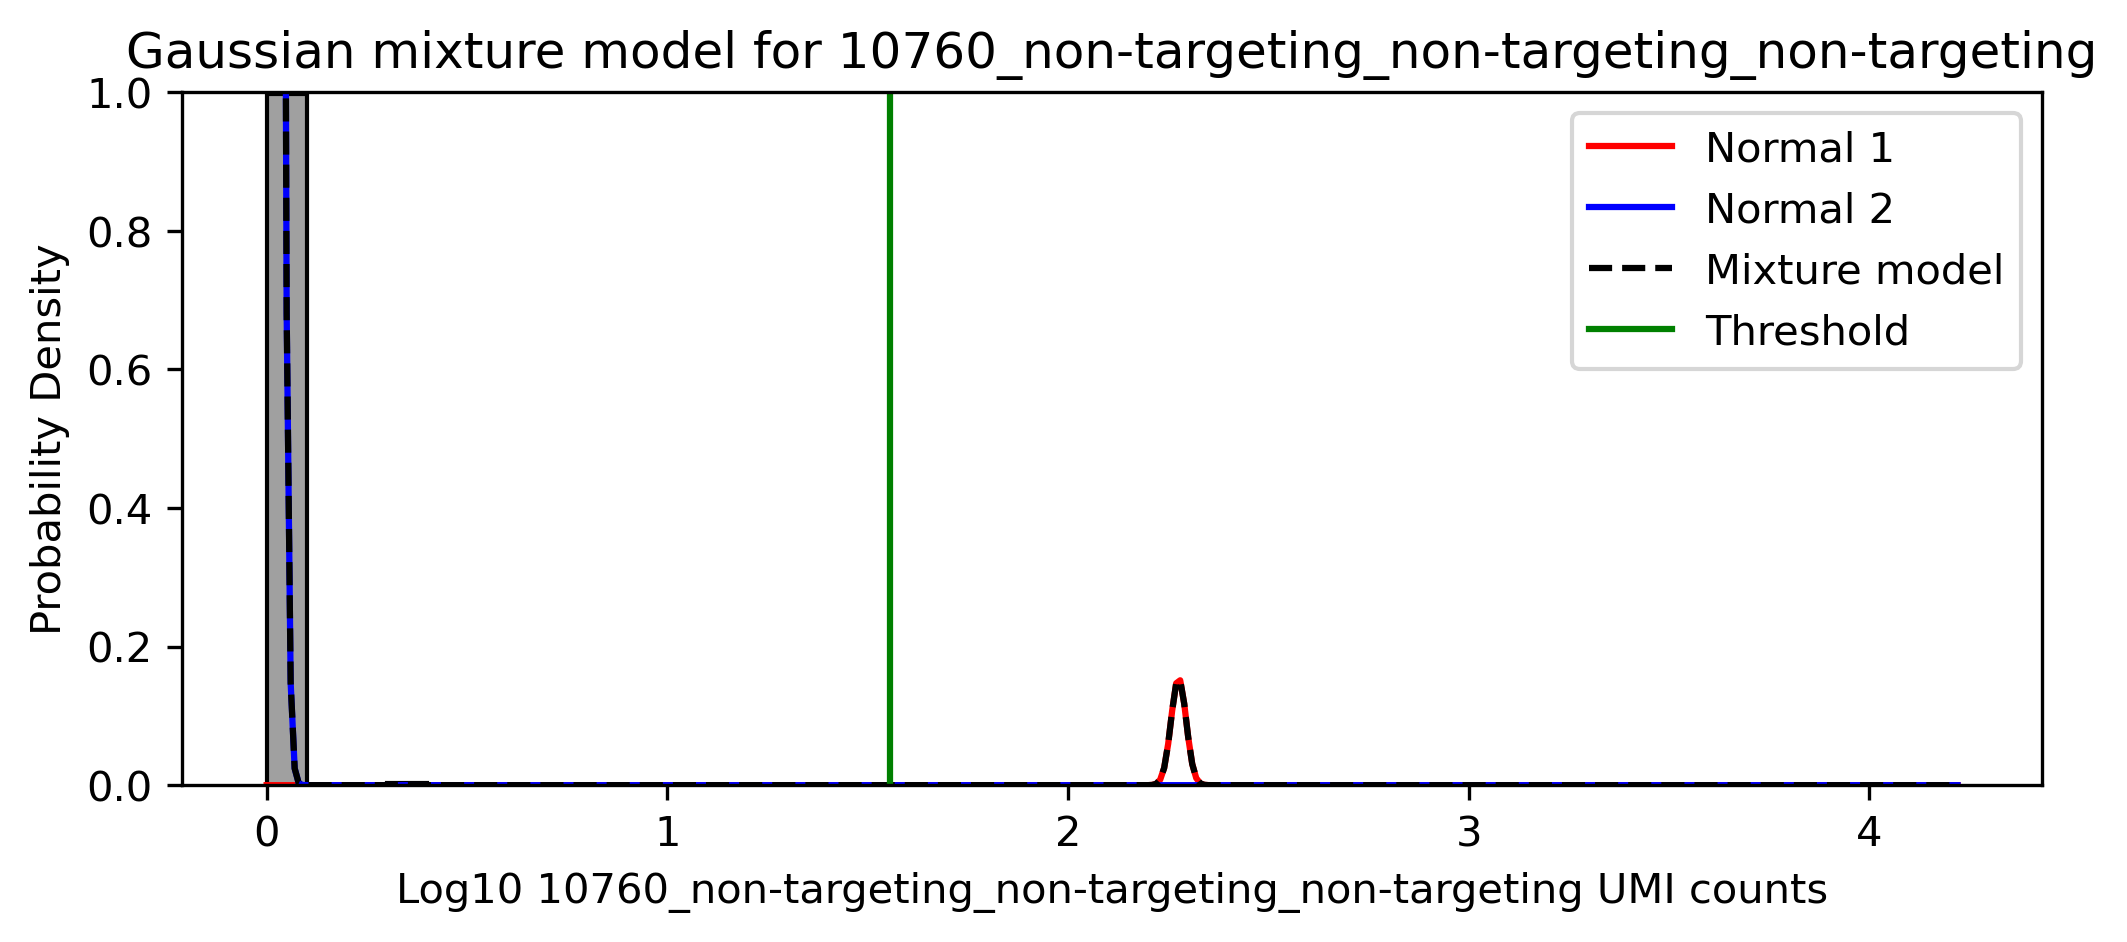 Gaussian mixture model for 10760_non-targeting_non-targeting_non-targeting
1.0
0.8
0.6
0.4
0.2
0.0
Probability Density
Normal 1
Normal 2
Mixture model
Threshold
0 1 2 3 4
Log10 10760_non-targeting_non-targeting_non-targeting UMI counts